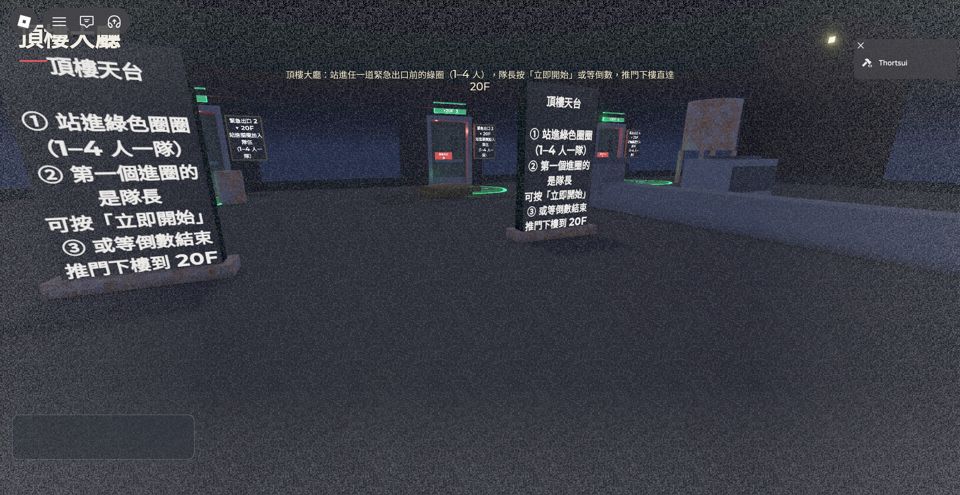 頂樓大廳
頂樓天台
① 站進綠色圈圈
（1–4 人一隊）
② 第一個進圈的
是隊長
可按「立即開始」
③ 或等倒數結束
推門下樓到 20F
頂樓大廳：站進任一道緊急出口前的綠圈（1–4 人），隊長按「立即開始」或等倒數，推門下樓直達
20F
緊急出口 2
頂樓天台
① 站進綠色圈圈
（1–4 人一隊）
② 第一個進圈的
是隊長
可按「立即開始」
③ 或等倒數結束
推門下樓到 20F
Thortsui